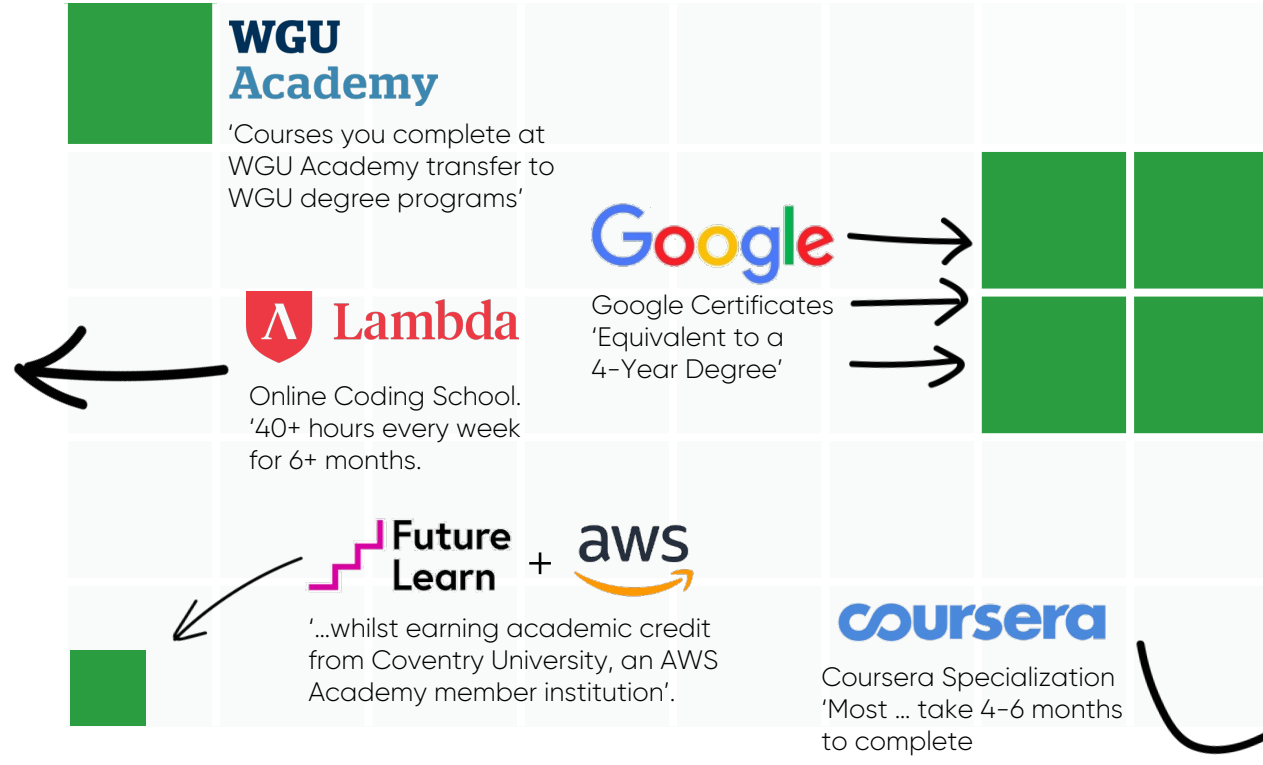 WGU
Academy
‘Courses you complete at
WGU Academy transfer to
WGU degree programs’
Google
Google Certificates
‘Equivalent to a
4-Year Degree’
Λ Lambda
Online Coding School.
‘40+ hours every week
for 6+ months.
Future
Learn
+
aws
‘...whilst earning academic credit
from Coventry University, an AWS
Academy member institution’.
coursera
Coursera Specialization
‘Most ... take 4-6 months
to complete